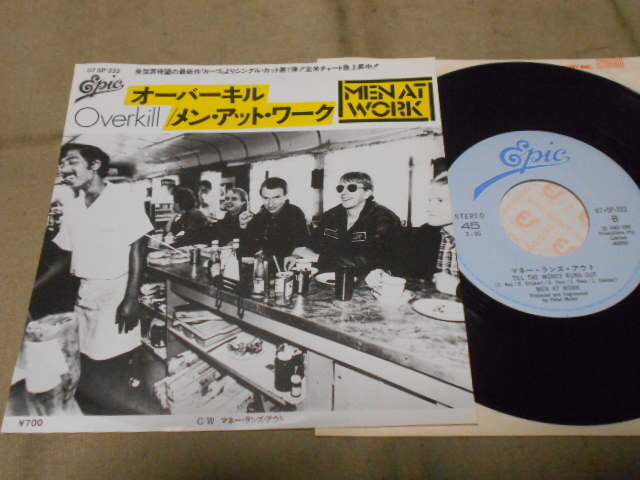 07·5P-222
全世界待望の最新作「カーゴ」よりシングル・カット第1弾!! 全米チャート急上昇中!!
Epic
オーバーキル
Overkill
メン・アット・ワーク
MEN AT
WORK
¥700
C/W マネー・ランズ・アウト
Epic
07·5P-222
B
STEREO
45
3:05
マネー・ランズ・アウト
TILL THE MONEY RUNS OUT
MEN AT WORK
Produced and Engineered
by Peter McIan